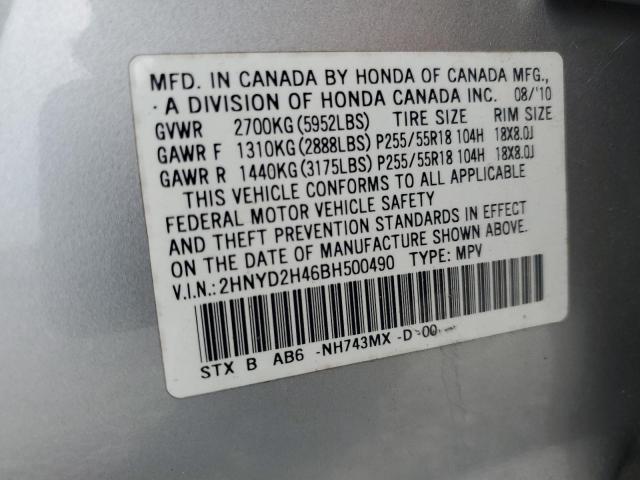 MFD. IN CANADA BY HONDA OF CANADA MFG.,
A DIVISION OF HONDA CANADA INC. 08/'10
GVWR 2700KG(5952LBS) TIRE SIZE RIM SIZE
GAWR F 1310KG(2888LBS) P255/55R18 104H 18X8.0J
GAWR R 1440KG(3175LBS) P255/55R18 104H 18X8.0J
THIS VEHICLE CONFORMS TO ALL APPLICABLE
FEDERAL MOTOR VEHICLE SAFETY
AND THEFT PREVENTION STANDARDS IN EFFECT
ON THE DATE OF MANUFACTURE SHOWN ABOVE.
V.I.N.:2HNYD2H46BH500490 TYPE: MPV
STX B AB6 -NH743MX -D-00